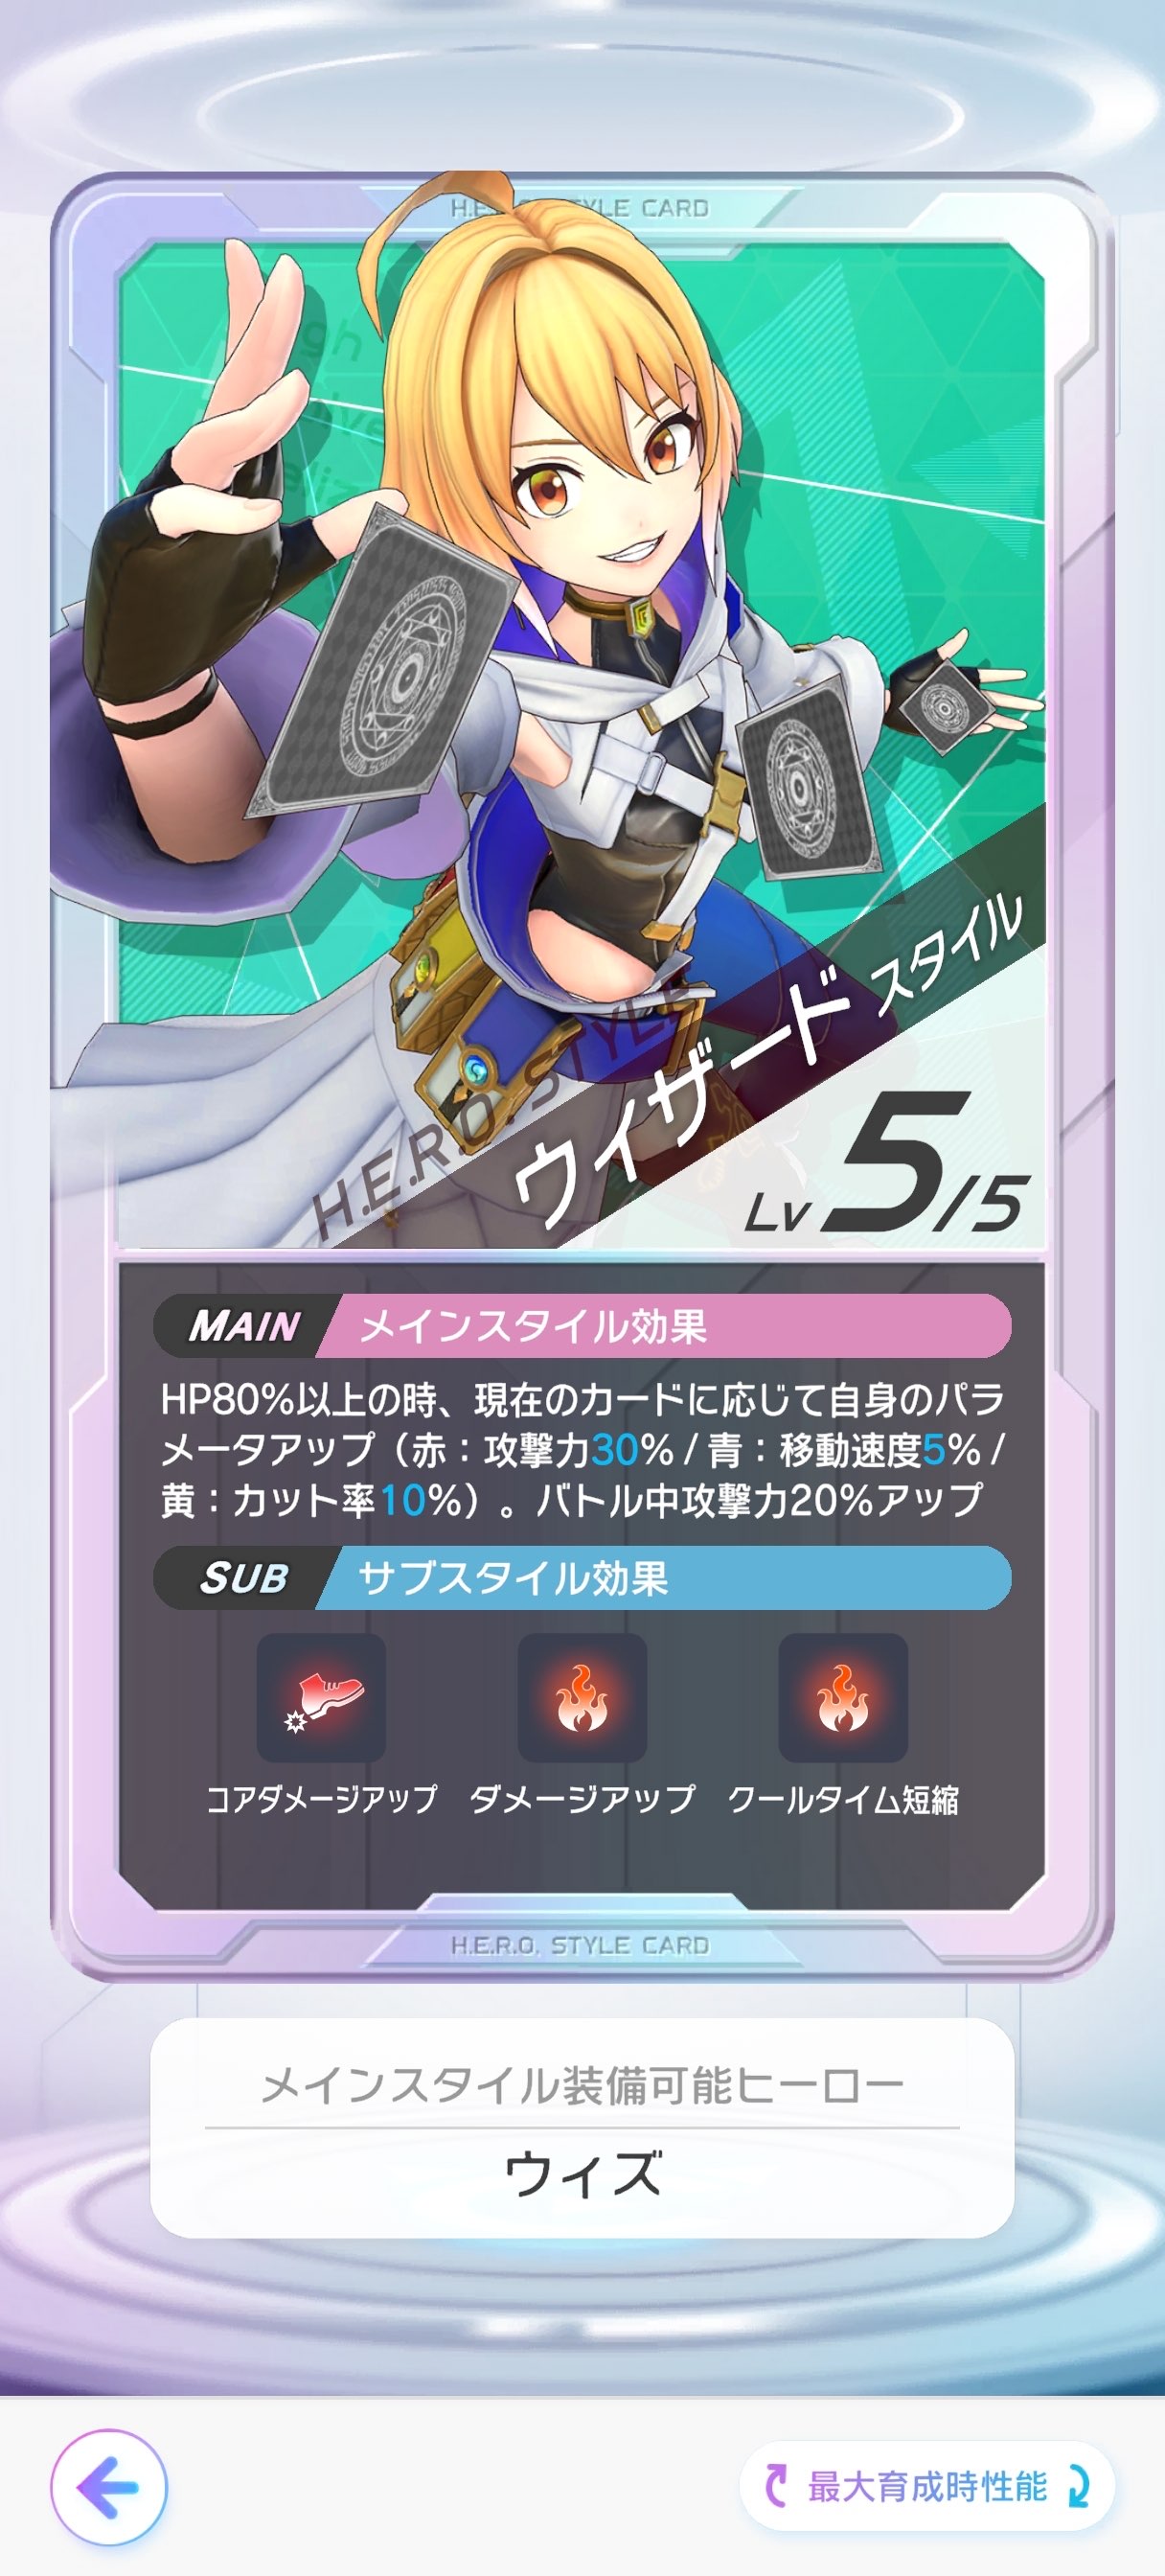 H.E.R.O. STYLE CARD
H.E.R.O. STYLE
ウィザード スタイル
Lv 5/5
MAIN メインスタイル効果
HP80%以上の時、現在のカードに応じて自身のパラ
メータアップ（赤：攻撃力30% / 青：移動速度5% /
黄：カット率10%）。バトル中攻撃力20%アップ
SUB サブスタイル効果
コアダメージアップ ダメージアップ クールタイム短縮
H.E.R.O. STYLE CARD
メインスタイル装備可能ヒーロー
ウィズ
最大育成時性能